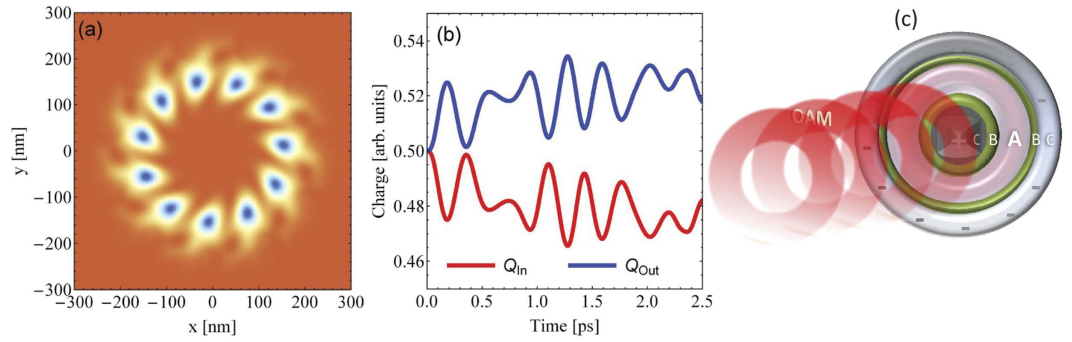 (a)
y [nm]
300
200
100
0
−100
−200
−300
−300 −200 −100 0 100 200 300
x [nm]
(b)
Charge [arb. units]
0.54
0.52
0.50
0.48
0.46
QIn QOut
0.0 0.5 1.0 1.5 2.0 2.5
Time [ps]
(c)
OAM
+ C B A B C